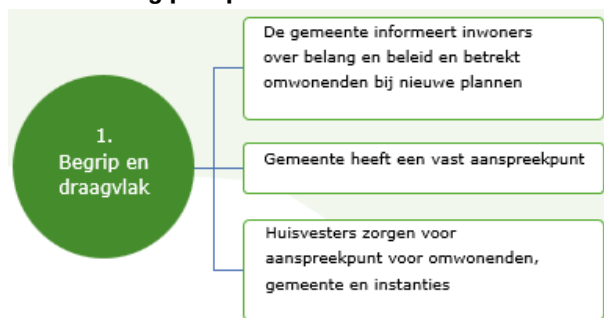 1.
Begrip en
draagvlak
De gemeente informeert inwoners
over belang en beleid en betrekt
omwonenden bij nieuwe plannen
Gemeente heeft een vast aanspreekpunt
Huisvesters zorgen voor
aanspreekpunt voor omwonenden,
gemeente en instanties